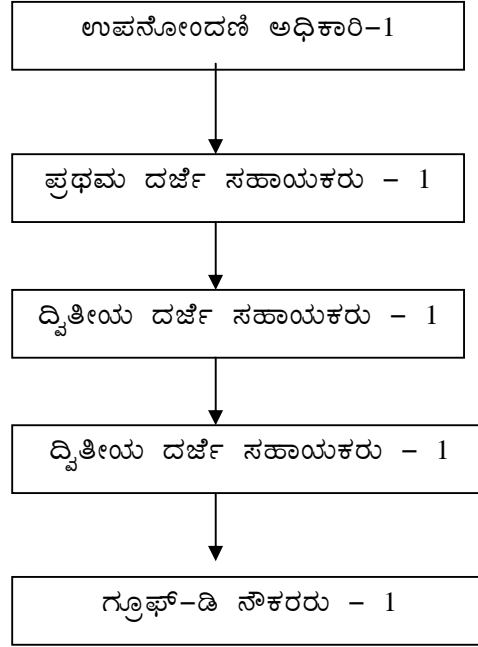 ಉಪನೋಂದಣಿ ಅಧಿಕಾರಿ-1
ಪ್ರಥಮ ದರ್ಜೆ ಸಹಾಯಕರು - 1
ದ್ವಿತೀಯ ದರ್ಜೆ ಸಹಾಯಕರು - 1
ದ್ವಿತೀಯ ದರ್ಜೆ ಸಹಾಯಕರು - 1
ಗ್ರೂಫ್-ಡಿ ನೌಕರರು - 1